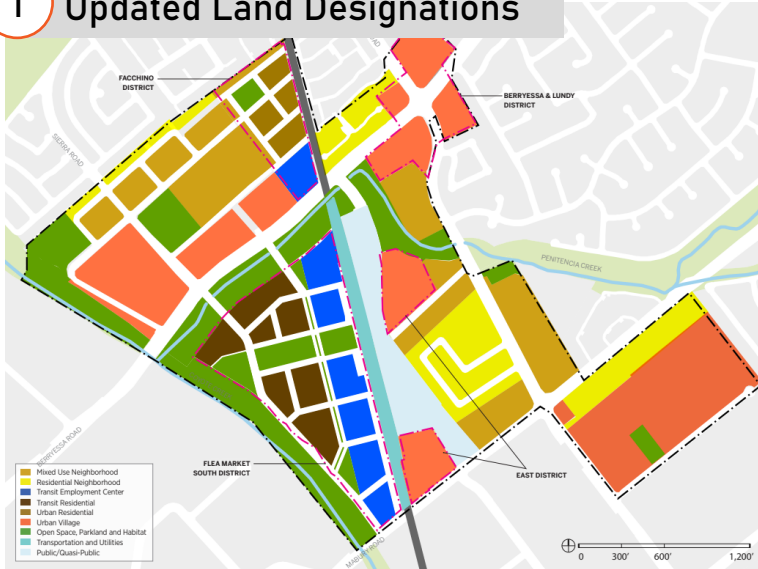 1 Updated Land Designations
FACCHINO
DISTRICT
BERRYESSA & LUNDY
DISTRICT
SIERRA ROAD
PENITENCIA CREEK
BERRYESSA ROAD
FLEA MARKET
SOUTH DISTRICT
EAST DISTRICT
MABURY ROAD
Mixed Use Neighborhood
Residential Neighborhood
Transit Employment Center
Transit Residential
Urban Residential
Urban Village
Open Space, Parkland and Habitat
Transportation and Utilities
Public/Quasi-Public
0 300' 600' 1,200'